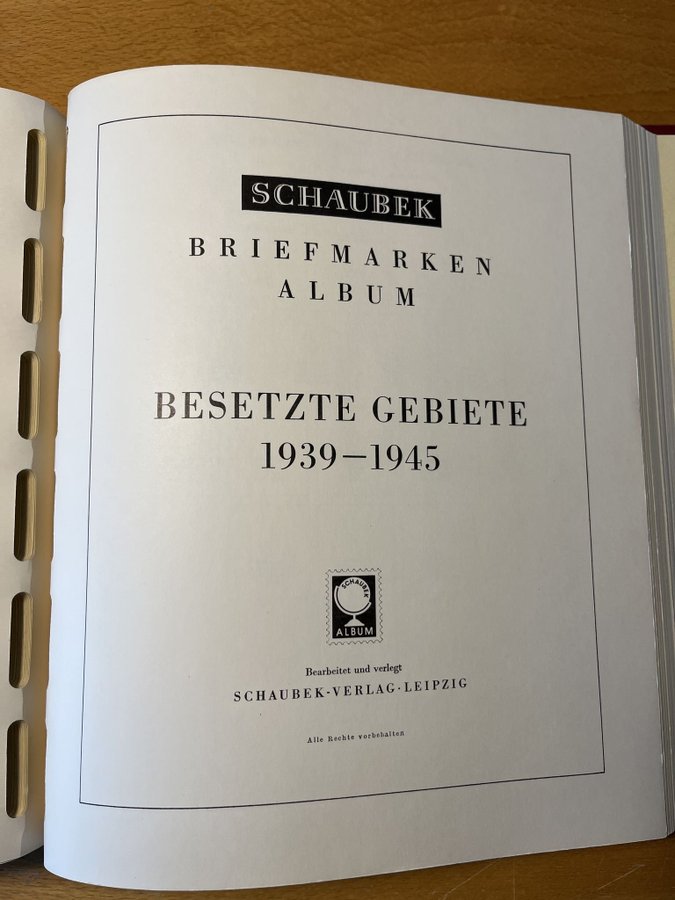 SCHAUBEK
BRIEFMARKEN
ALBUM
BESETZTE GEBIETE
1939—1945
SCHAUBEK
ALBUM
Bearbeitet und verlegt
SCHAUBEK-VERLAG·LEIPZIG
Alle Rechte vorbehalten